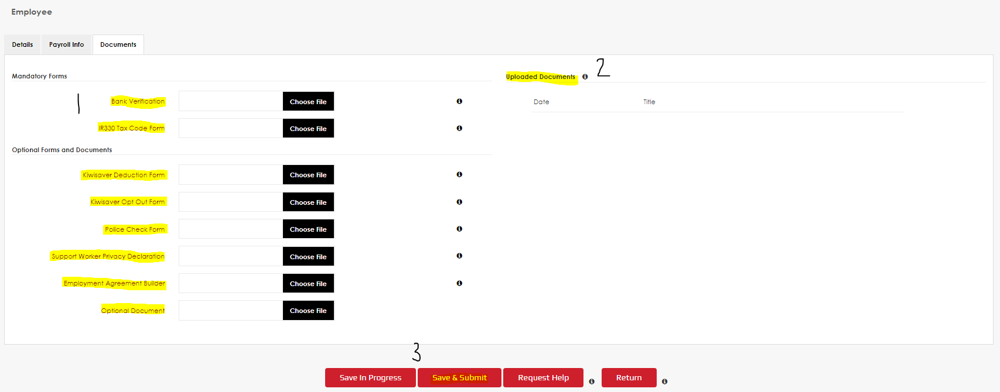 Employee
Details Payroll Info Documents
Mandatory Forms
1 Bank Verification Choose File
IR330 Tax Code Form Choose File
Optional Forms and Documents
Kiwisaver Deduction Form Choose File
Kiwisaver Opt Out Form Choose File
Police Check Form Choose File
Support Worker Privacy Declaration Choose File
Employment Agreement Builder Choose File
Optional Document Choose File
Uploaded Documents 2
Date Title
3
Save In Progress Save & Submit Request Help Return